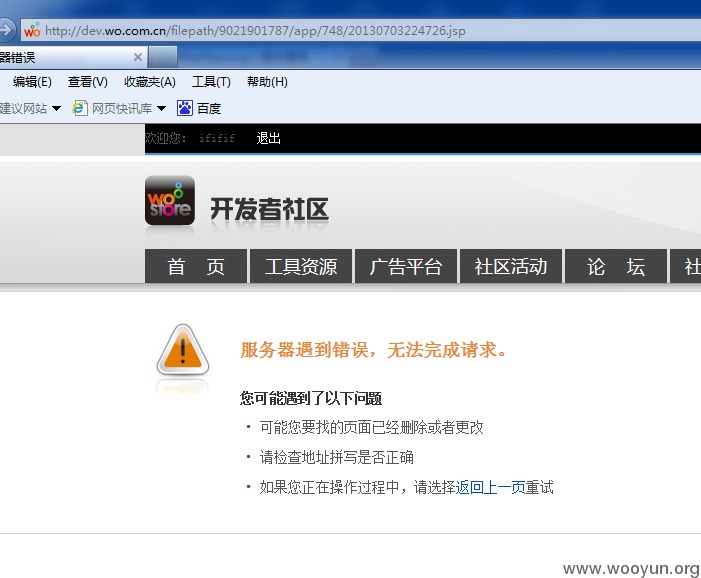 http://dev.wo.com.cn/filepath/9021901787/app/748/20130703224726.jsp
器错误
编辑(E) 查看(V) 收藏夹(A) 工具(T) 帮助(H)
建议网站 网页快讯库 百度
欢迎您： ififif 退出
wo store 开发者社区
首 页 工具资源 广告平台 社区活动 论 坛 社
服务器遇到错误，无法完成请求。
您可能遇到了以下问题
• 可能您要找的页面已经删除或者更改
• 请检查地址拼写是否正确
• 如果您正在操作过程中，请选择返回上一页重试
www.wooyun.org